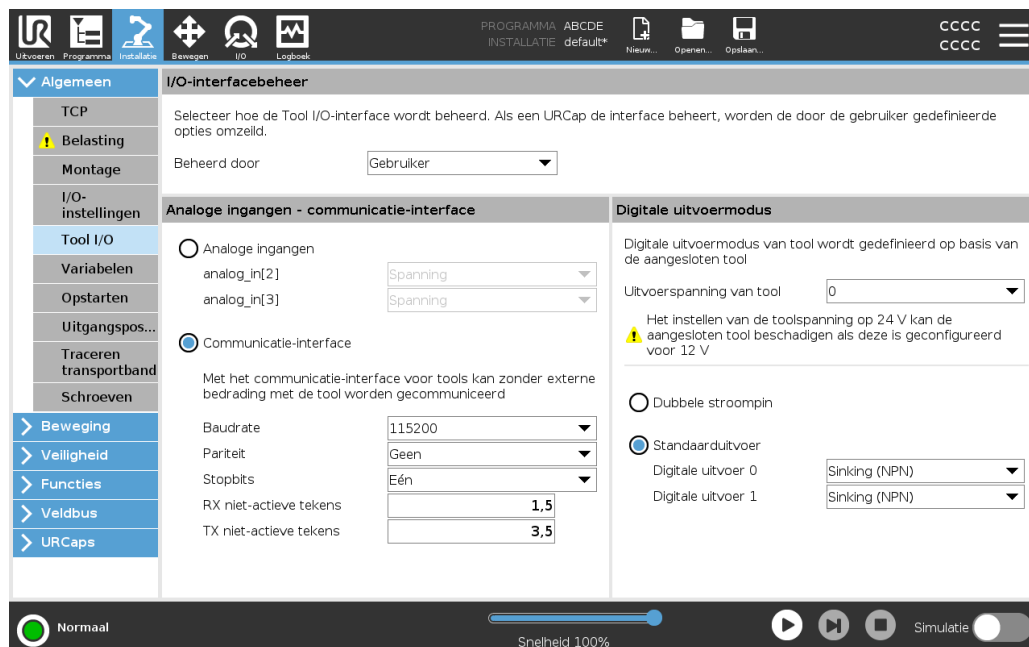 PROGRAMMA ABCDE
INSTALLATIE default*
CCCC
CCCC
Uitvoeren Programma Installatie Bewegen I/O Logboek Nieuw... Openen... Opslaan...
Algemeen
TCP
Belasting
Montage
I/O-
instellingen
Tool I/O
Variabelen
Opstarten
Uitgangspos...
Traceren
transportband
Schroeven
Beweging
Veiligheid
Functies
Veldbus
URCaps
I/O-interfacebeheer
Selecteer hoe de Tool I/O-interface wordt beheerd. Als een URCap de interface beheert, worden de door de gebruiker gedefinieerde
opties omzeild.
Beheerd door Gebruiker
Analoge ingangen - communicatie-interface
Analoge ingangen
analog_in[2] Spanning
analog_in[3] Spanning
Communicatie-interface
Met het communicatie-interface voor tools kan zonder externe
bedrading met de tool worden gecommuniceerd
Baudrate 115200
Pariteit Geen
Stopbits Eén
RX niet-actieve tekens 1,5
TX niet-actieve tekens 3,5
Digitale uitvoermodus
Digitale uitvoermodus van tool wordt gedefinieerd op basis van
de aangesloten tool
Uitvoerspanning van tool 0
Het instellen van de toolspanning op 24 V kan de
aangesloten tool beschadigen als deze is geconfigureerd
voor 12 V
Dubbele stroompin
Standaarduitvoer
Digitale uitvoer 0 Sinking (NPN)
Digitale uitvoer 1 Sinking (NPN)
Normaal
Snelheid 100%
Simulatie